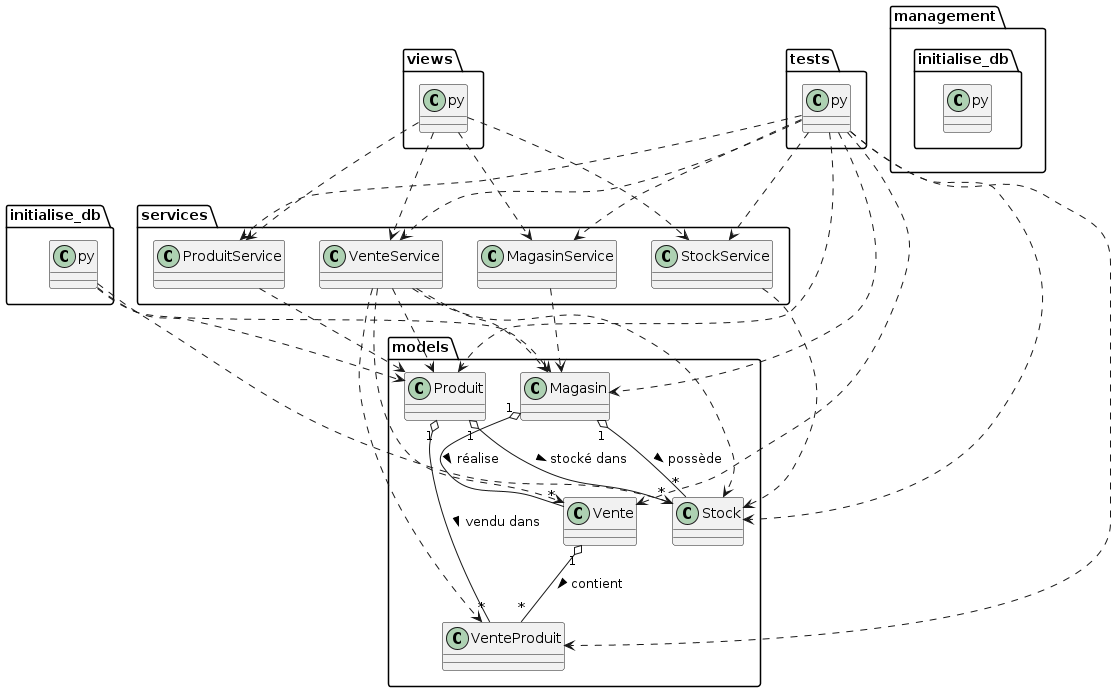 management
views
tests
initialise_db
C py
C py
C py
initialise_db
services
C py
C ProduitService
C VenteService
C MagasinService
C StockService
models
C Produit
C Magasin
1
1
1
1
réalise
stocké dans
possède
*
*
*
C Vente
C Stock
vendu dans
1
contient
*
*
C VenteProduit